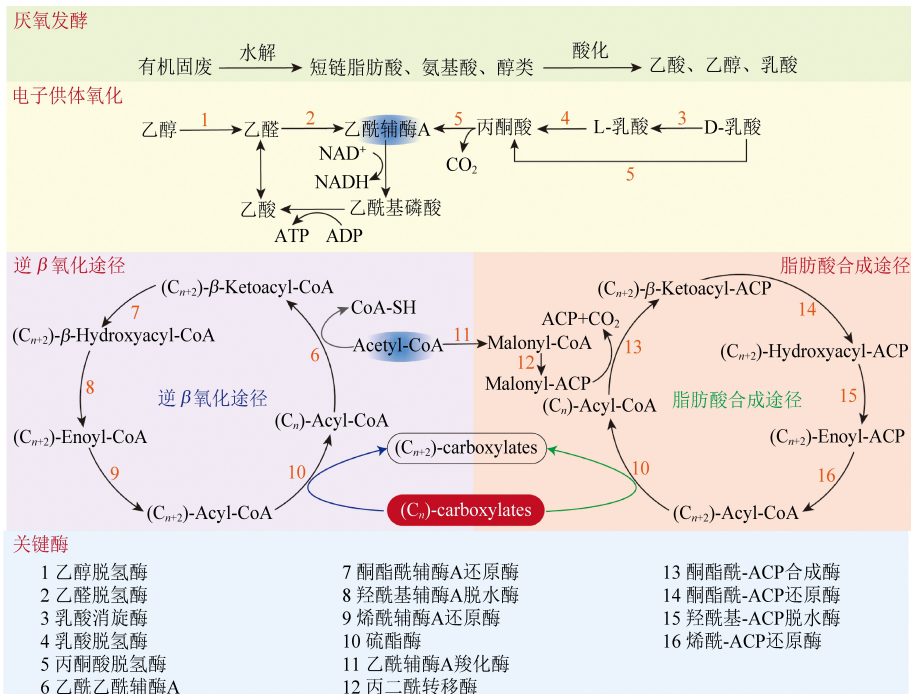 厌氧发酵
有机固废 水解 短链脂肪酸、氨基酸、醇类 酸化 乙酸、乙醇、乳酸
电子供体氧化
乙醇 1 乙醛 2 乙酰辅酶A 5 丙酮酸 4 L-乳酸 3 D-乳酸
NAD⁺
CO₂
5
NADH
乙酸 乙酰基磷酸
ATP ADP
逆β氧化途径
(Cₙ₊₂)-β-Ketoacyl-CoA
7
CoA-SH
(Cₙ₊₂)-β-Hydroxyacyl-CoA
6
Acetyl-CoA
11
8
逆β氧化途径
(Cₙ)-Acyl-CoA
(Cₙ₊₂)-Enoyl-CoA
9
10
(Cₙ₊₂)-Acyl-CoA
(Cₙ₊₂)-carboxylates
(Cₙ)-carboxylates
脂肪酸合成途径
(Cₙ₊₂)-β-Ketoacyl-ACP
14
ACP+CO₂
Malonyl-CoA
13
(Cₙ₊₂)-Hydroxyacyl-ACP
12
Malonyl-ACP
15
脂肪酸合成途径
(Cₙ)-Acyl-CoA
(Cₙ₊₂)-Enoyl-ACP
10
16
(Cₙ₊₂)-Acyl-CoA
关键酶
1 乙醇脱氢酶
2 乙醛脱氢酶
3 乳酸消旋酶
4 乳酸脱氢酶
5 丙酮酸脱氢酶
6 乙酰乙酰辅酶A
7 酮酯酰辅酶A还原酶
8 羟酰基辅酶A脱水酶
9 烯酰辅酶A还原酶
10 硫酯酶
11 乙酰辅酶A羧化酶
12 丙二酰转移酶
13 酮酯酰-ACP合成酶
14 酮酯酰-ACP还原酶
15 羟酰基-ACP脱水酶
16 烯酰-ACP还原酶